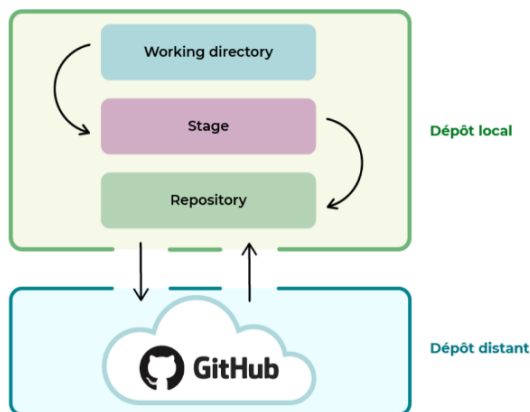 Working directory
Stage
Dépôt local
Repository
GitHub
Dépôt distant